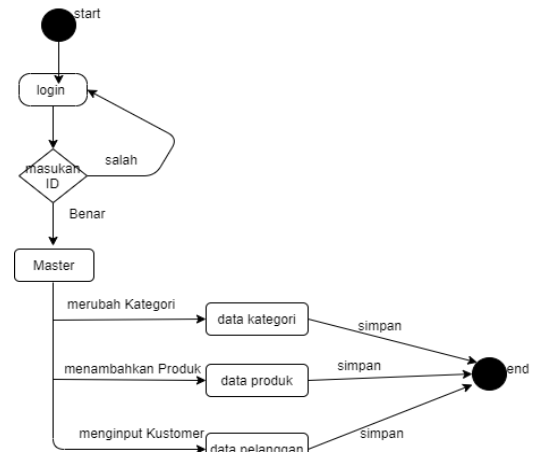 start
login
masukan
ID
salah
Benar
Master
merubah Kategori
data kategori
simpan
menambahkan Produk
data produk
simpan
end
menginput Kustomer
data pelanggan
simpan